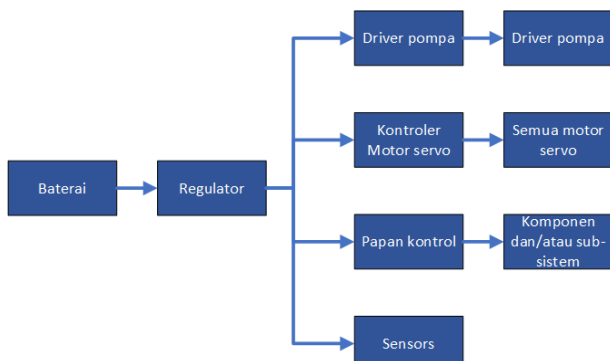 Driver pompa
Driver pompa
Kontroler
Motor servo
Semua motor
servo
Baterai
Regulator
Papan kontrol
Komponen
dan/atau sub-
sistem
Sensors